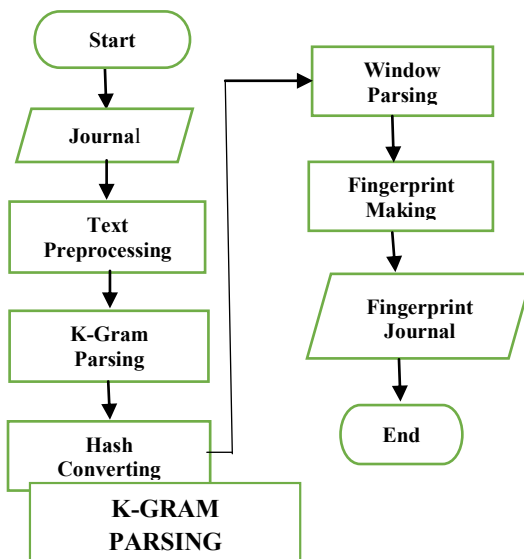 Start
Journal
Text
Preprocessing
K-Gram
Parsing
Hash
Converting
K-GRAM
PARSING
Window
Parsing
Fingerprint
Making
Fingerprint
Journal
End